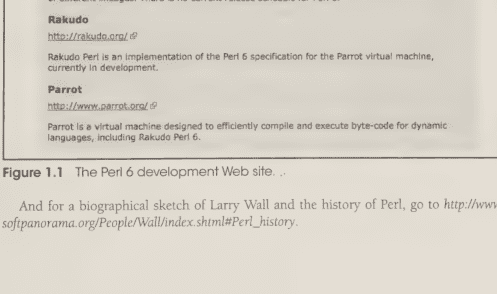 Rakudo
http://rakudo.org/
Rakudo Perl is an implementation of the Perl 6 specification for the Parrot virtual machine,
currently in development.
Parrot
http://www.parrot.org/
Parrot is a virtual machine designed to efficiently compile and execute byte-code for dynamic
languages, including Rakudo Perl 6.
Figure 1.1 The Perl 6 development Web site.
And for a biographical sketch of Larry Wall and the history of Perl, go to http://www
softpanorama.org/People/Wall/index.shtml#Perl_history.